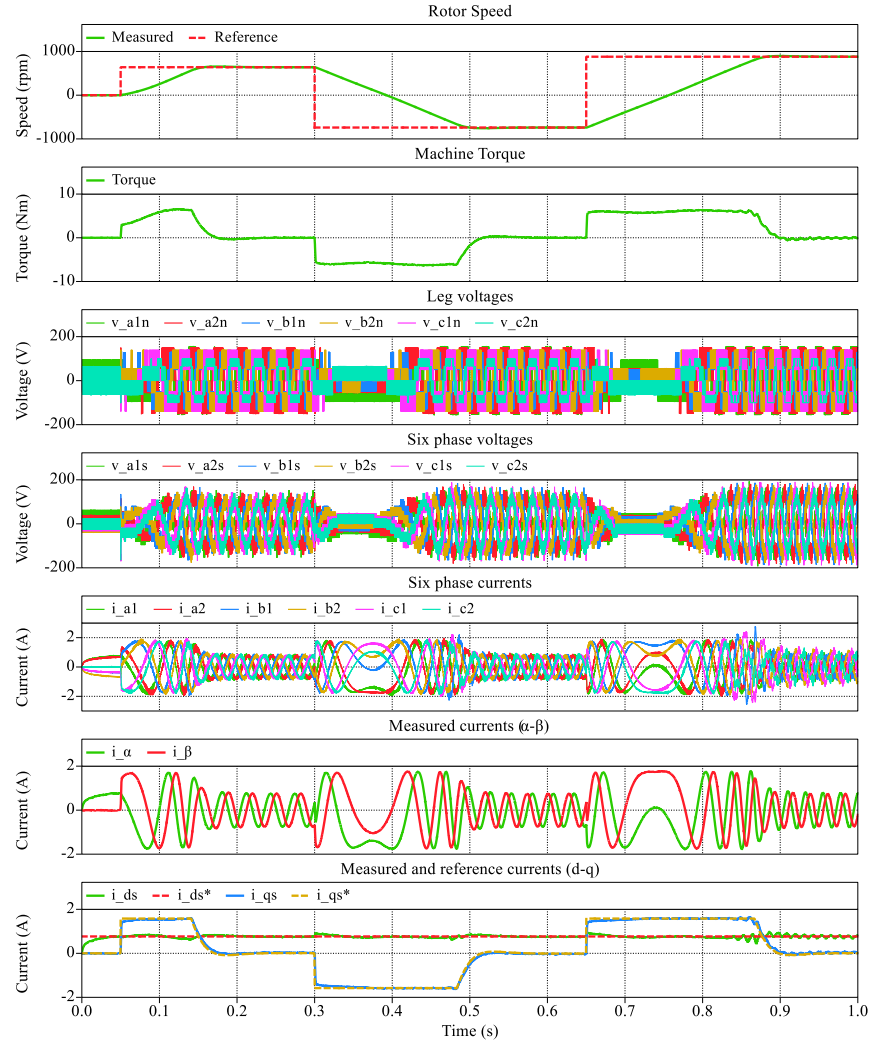 Rotor Speed
Measured Reference
1000
0
-1000
Speed (rpm)
Machine Torque
Torque
10
0
-10
Torque (Nm)
Leg voltages
v_a1n v_a2n v_b1n v_b2n v_c1n v_c2n
200
0
-200
Voltage (V)
Six phase voltages
v_a1s v_a2s v_b1s v_b2s v_c1s v_c2s
200
0
-200
Voltage (V)
Six phase currents
i_a1 i_a2 i_b1 i_b2 i_c1 i_c2
2
0
-2
Current (A)
Measured currents (α-β)
i_α i_β
2
0
-2
Current (A)
Measured and reference currents (d-q)
i_ds i_ds* i_qs i_qs*
2
0
-2
Current (A)
0.0 0.1 0.2 0.3 0.4 0.5 0.6 0.7 0.8 0.9 1.0
Time (s)